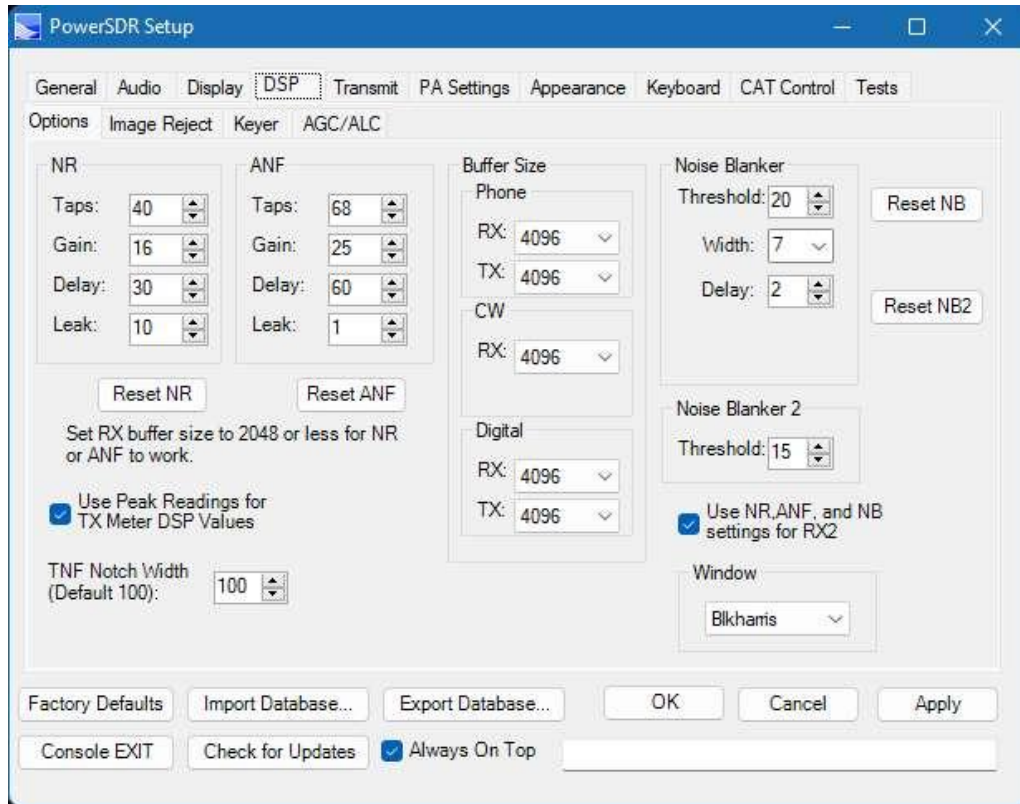 PowerSDR Setup
General Audio Display DSP Transmit PA Settings Appearance Keyboard CAT Control Tests
Options Image Reject Keyer AGC/ALC
NR
Taps: 40
Gain: 16
Delay: 30
Leak: 10
Reset NR
ANF
Taps: 68
Gain: 25
Delay: 60
Leak: 1
Reset ANF
Set RX buffer size to 2048 or less for NR
or ANF to work.
Use Peak Readings for
TX Meter DSP Values
TNF Notch Width
(Default 100): 100
Buffer Size
Phone
RX: 4096
TX: 4096
CW
RX: 4096
Digital
RX: 4096
TX: 4096
Noise Blanker
Threshold: 20
Width: 7
Delay: 2
Reset NB
Reset NB2
Noise Blanker 2
Threshold: 15
Use NR,ANF, and NB
settings for RX2
Window
Blkharris
Factory Defaults Import Database... Export Database... OK Cancel Apply
Console EXIT Check for Updates Always On Top